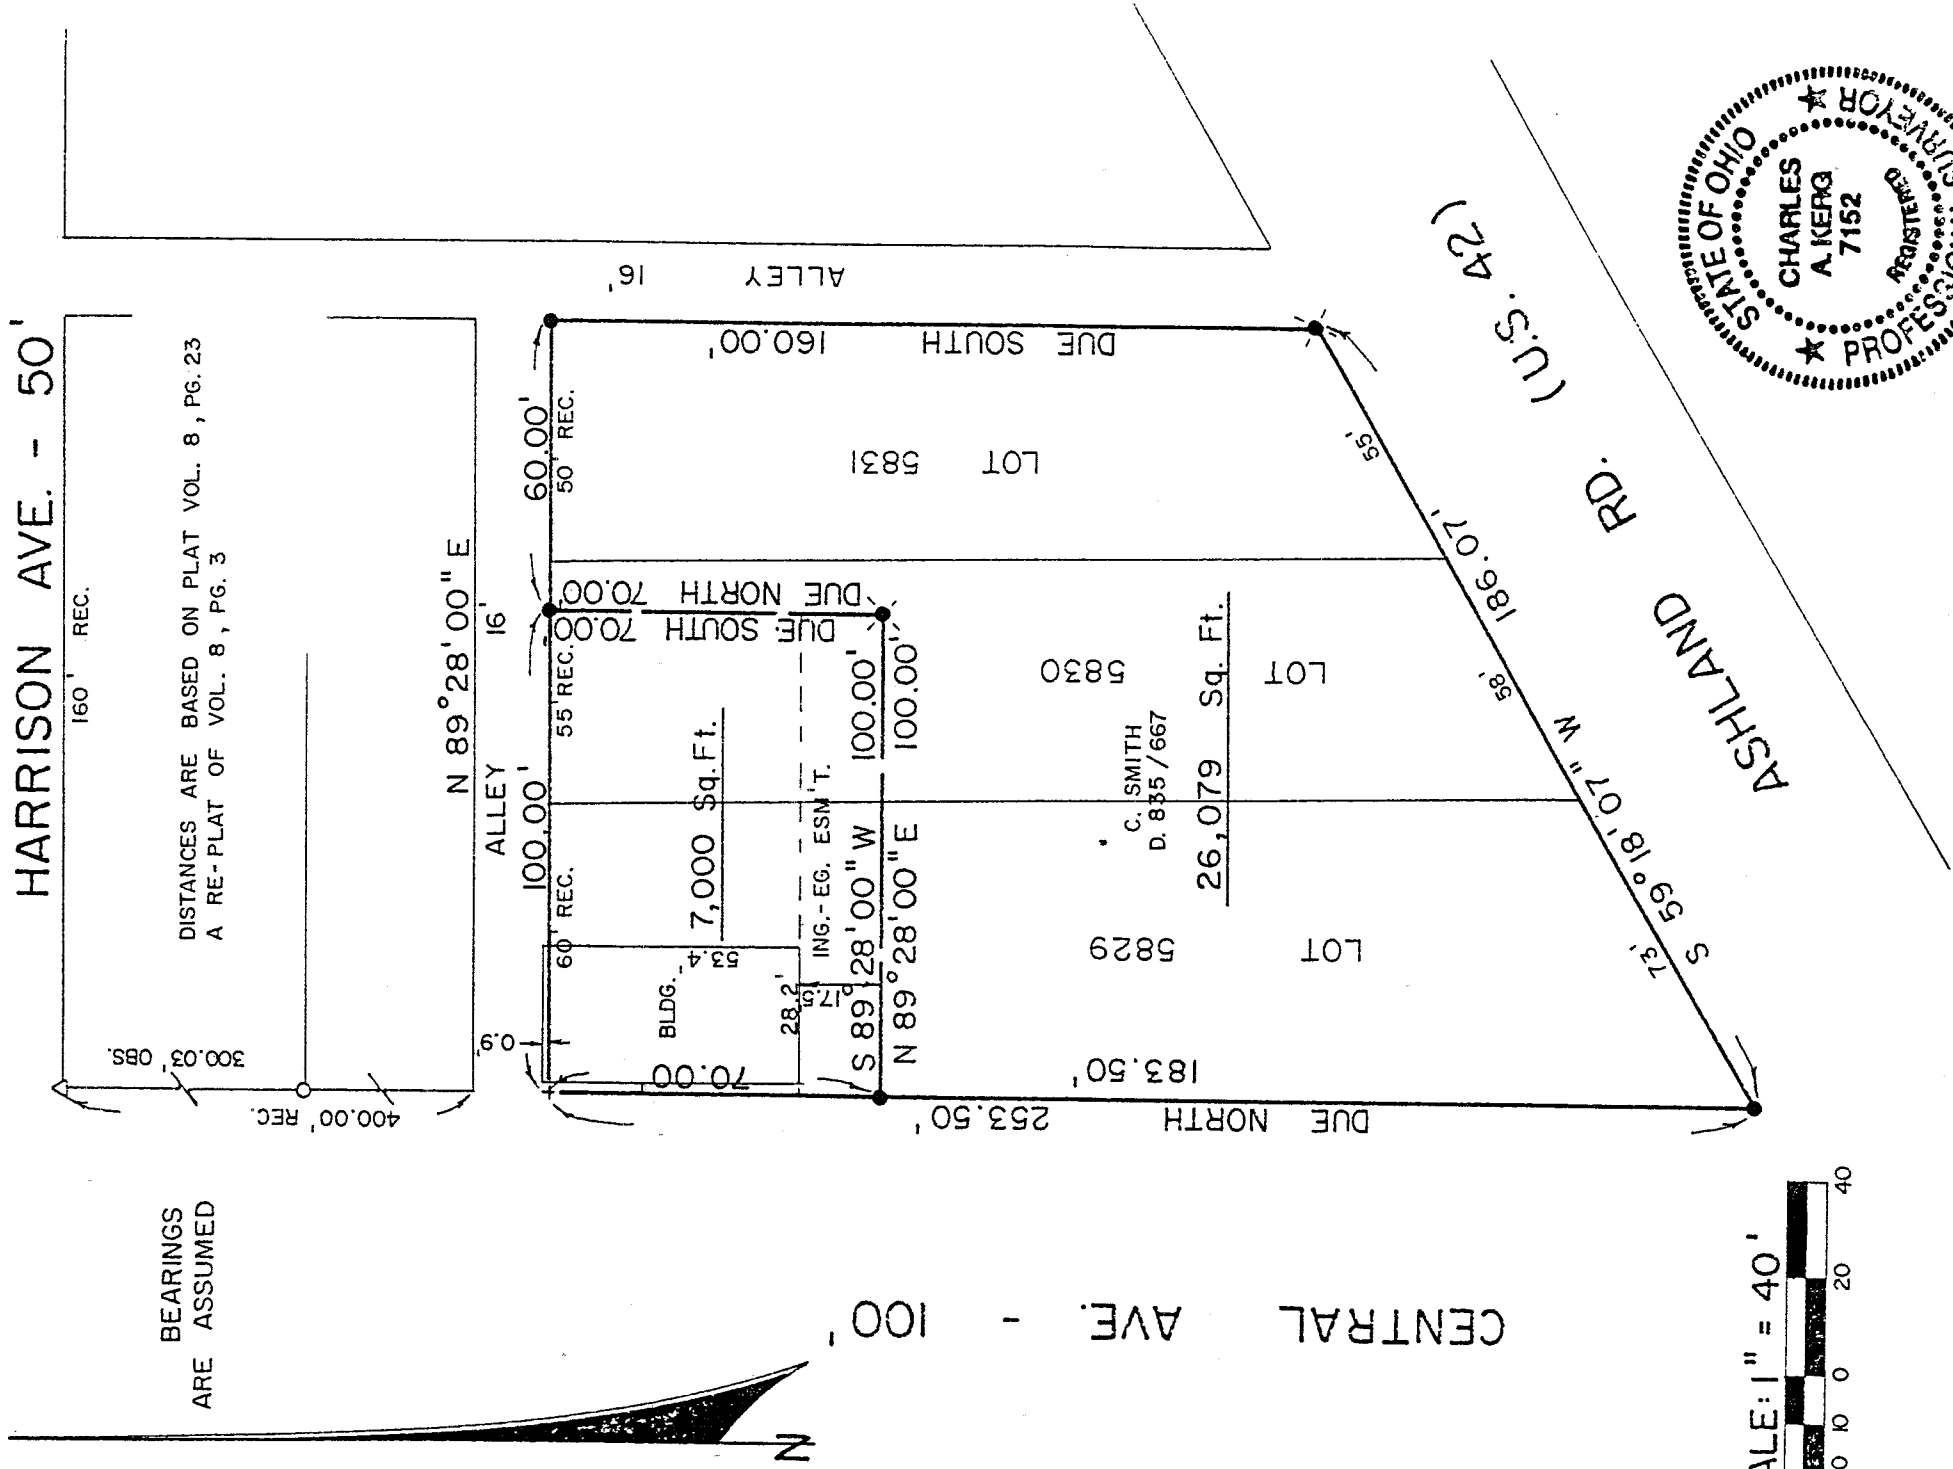 HARRISON AVE. - 50'
160' REC.
DISTANCES ARE BASED ON PLAT VOL. 8, PG. 23
A RE-PLAT OF VOL. 8, PG. 3
300.03' OBS.
400.00' REC.
N 89°28'00" E
ALLEY 16'
ALLEY 16'
100.00'
60.00'
60' REC.
55' REC.
50' REC.
0.9'
BLDG.
53.4'
28.2'
17.5'
70.00'
7,000 Sq. Ft.
ING.-EG. ESM'T.
DUE SOUTH 70.00'
DUE NORTH 70.00'
S 89°28'00" W 100.00'
N 89°28'00" E 100.00'
DUE SOUTH 160.00'
LOT 5831
LOT 5830
LOT 5829
C. SMITH
D. 835/667
26,079 Sq. Ft.
183.50'
DUE NORTH 253.50'
55'
58'
73'
S 59°18'07" W 186.07'
ASHLAND RD. (U.S. 42)
CENTRAL AVE. - 100'
BEARINGS
ARE ASSUMED
N
ALE: 1" = 40'
0 10 0 20 40
STATE OF OHIO
CHARLES
A. KERG
7152
REGISTERED
PROFESSIONAL SURVEYOR